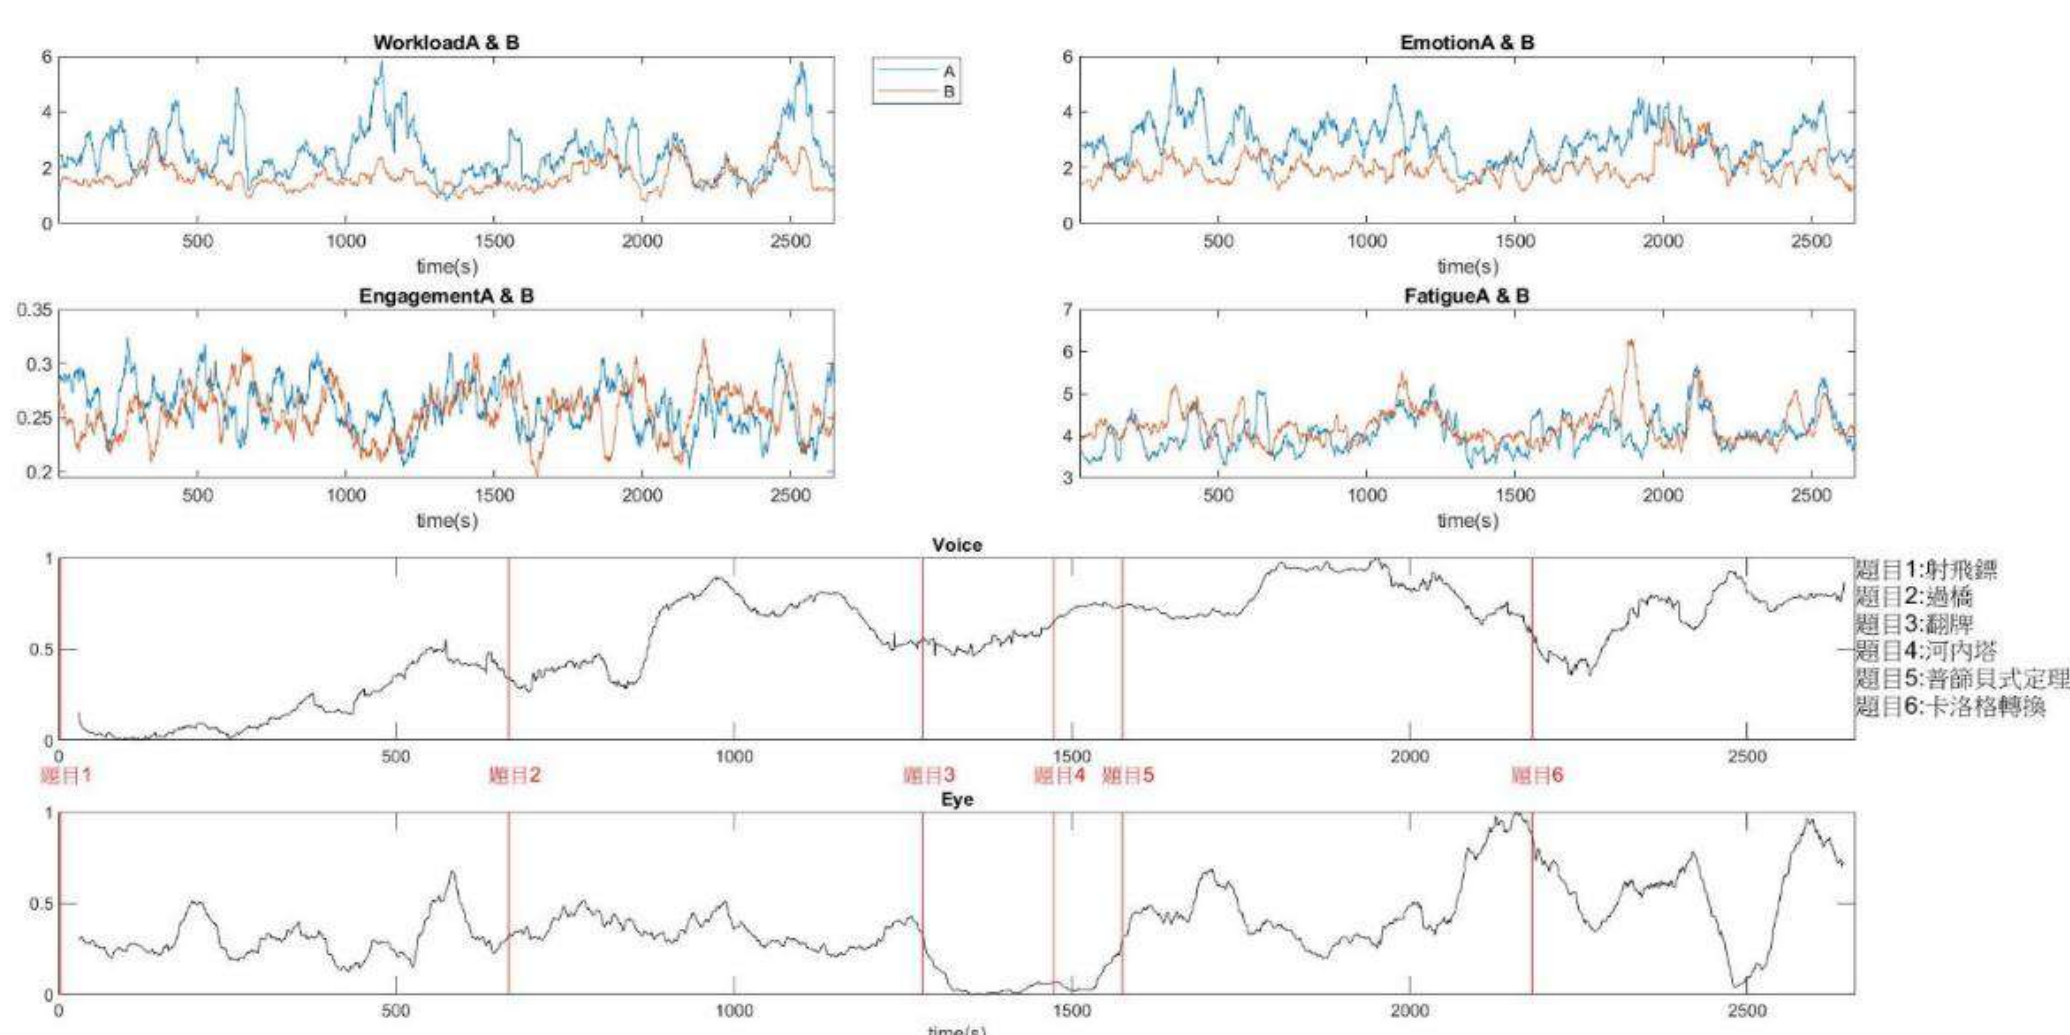 WorkloadA & B
6
4
2
0
500 1000 1500 2000 2500
time(s)
A
B
EmotionA & B
6
4
2
0
500 1000 1500 2000 2500
time(s)
EngagementA & B
0.35
0.3
0.25
0.2
500 1000 1500 2000 2500
time(s)
FatigueA & B
7
6
5
4
3
500 1000 1500 2000 2500
time(s)
Voice
1
0.5
0
0 500 1000 1500 2000 2500
題目1 題目2 題目3 題目4 題目5 題目6
題目1:射飛鏢
題目2:過橋
題目3:翻牌
題目4:河內塔
題目5:普篩貝式定理
題目6:卡洛格轉換
Eye
1
0.5
0
0 500 1000 1500 2000 2500
time(s)